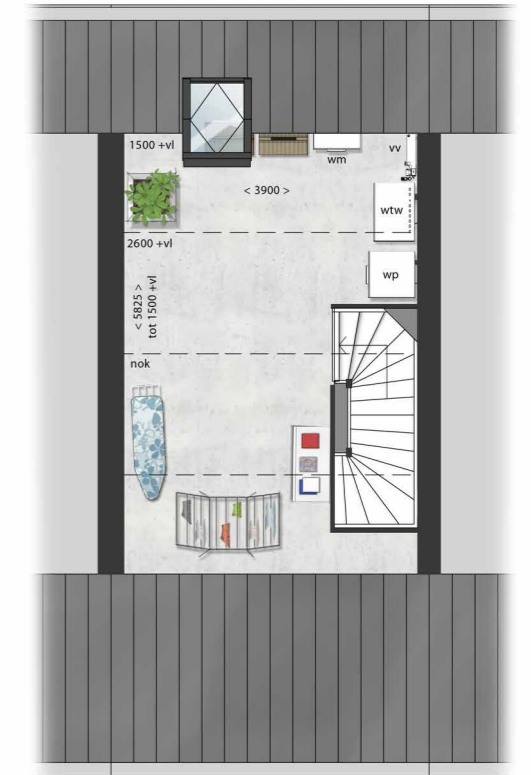 1500 +vl
wm
vv
< 3900 >
wtw
2600 +vl
wp
< 5825 >
tot 1500 +vl
nok